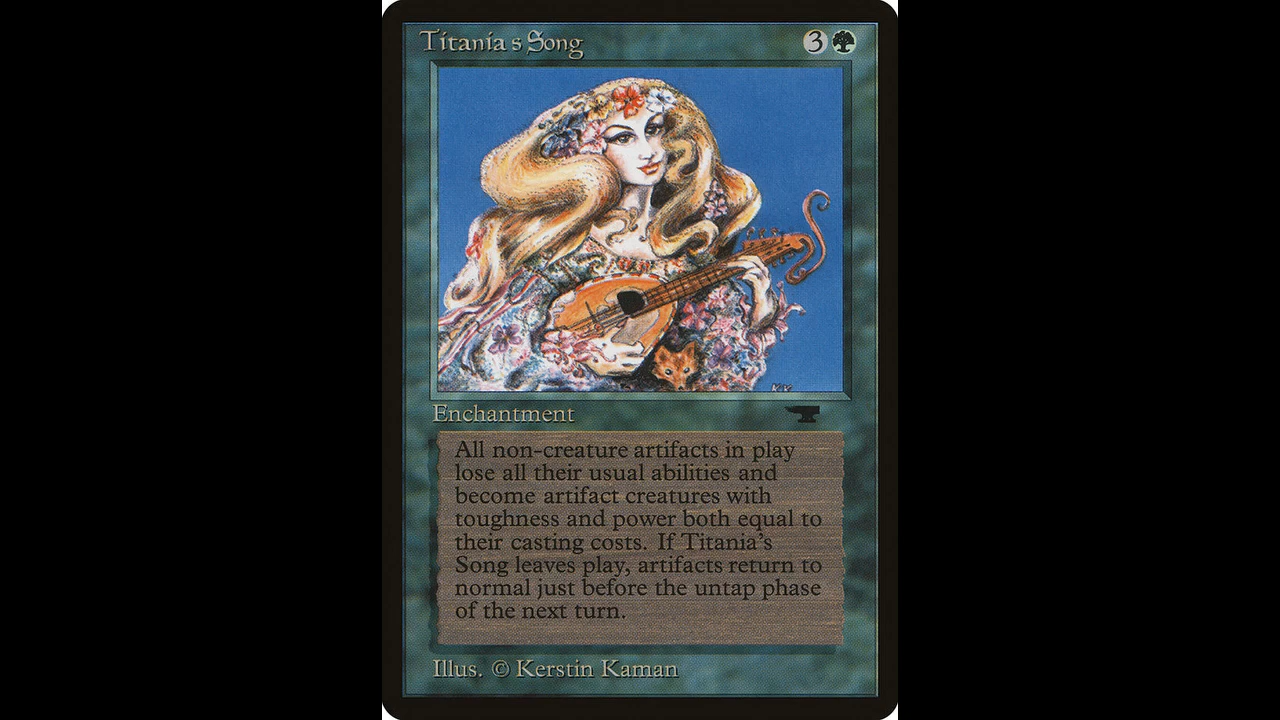 Titania's Song 3
K.K.
Enchantment
All non-creature artifacts in play
lose all their usual abilities and
become artifact creatures with
toughness and power both equal to
their casting costs. If Titania's
Song leaves play, artifacts return to
normal just before the untap phase
of the next turn.
Illus. © Kerstin Kaman